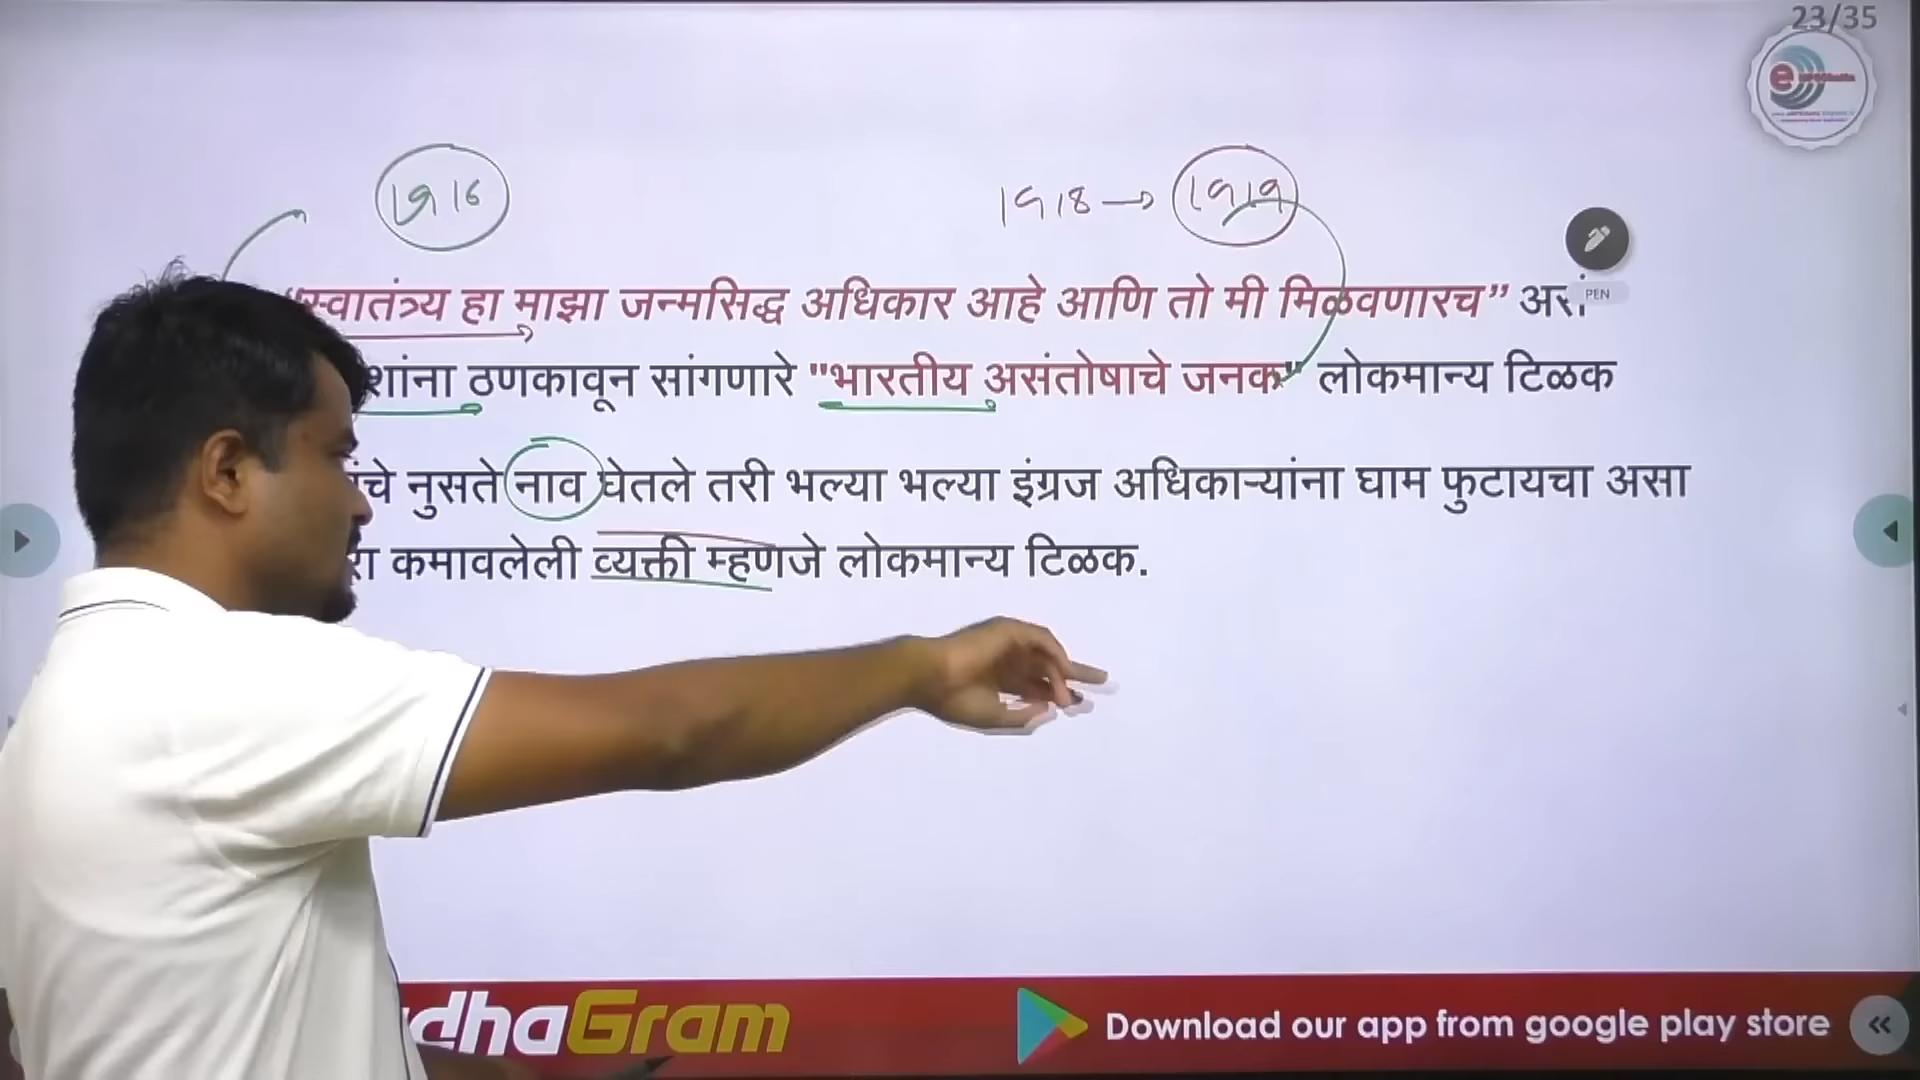 23/35
1916
1918 → 1919
"स्वातंत्र्य हा माझा जन्मसिद्ध अधिकार आहे आणि तो मी मिळवणारच"
PEN
ठणकावून सांगणारे "भारतीय असंतोषाचे जनक" लोकमान्य टिळक
नुसते नाव घेतले तरी भल्या भल्या इंग्रज अधिकाऱ्यांना घाम फुटायचा असा
कमावलेली व्यक्ती म्हणजे लोकमान्य टिळक.
dhaGram
Download our app from google play store